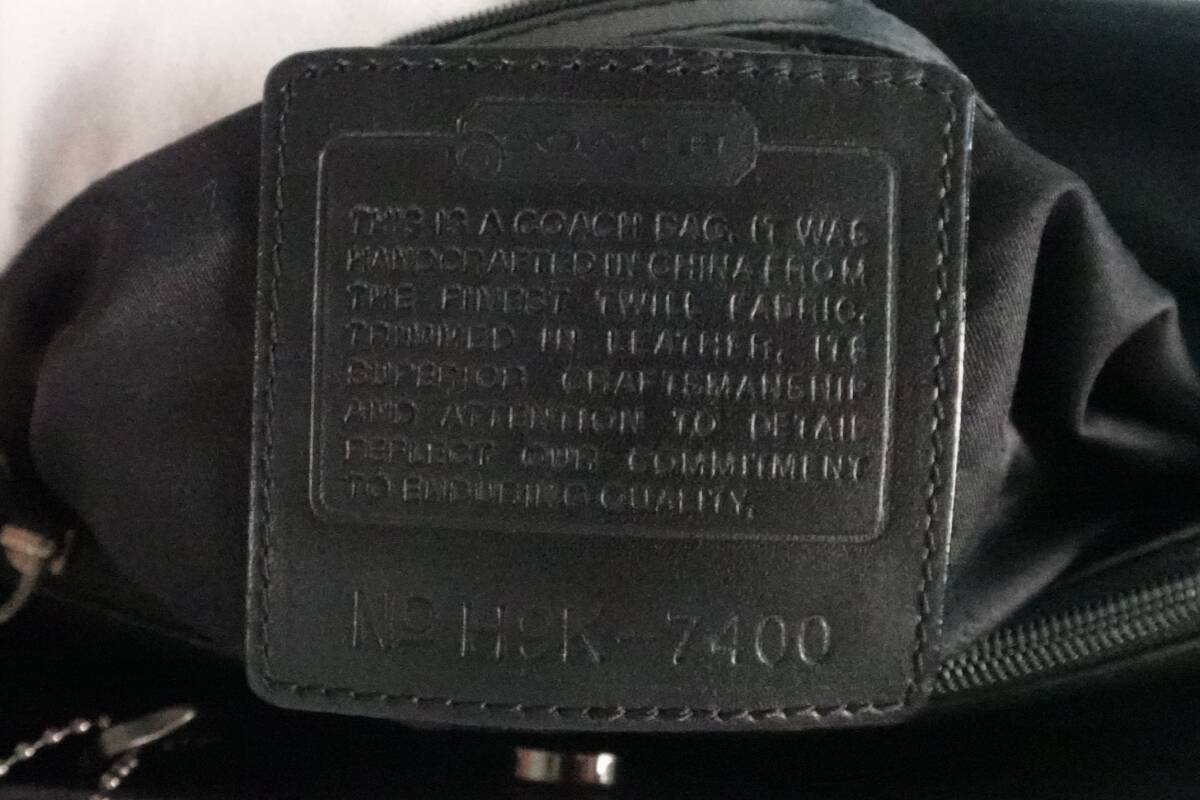 COACH
THIS IS A COACH BAG. IT WAS
HANDCRAFTED IN CHINA FROM
THE FINEST TWILL FABRIC,
TRIMMED IN LEATHER. ITS
SUPERIOR CRAFTSMANSHIP
AND ATTENTION TO DETAIL
REFLECT OUR COMMITMENT
TO ENDURING QUALITY.
No H9K-7400